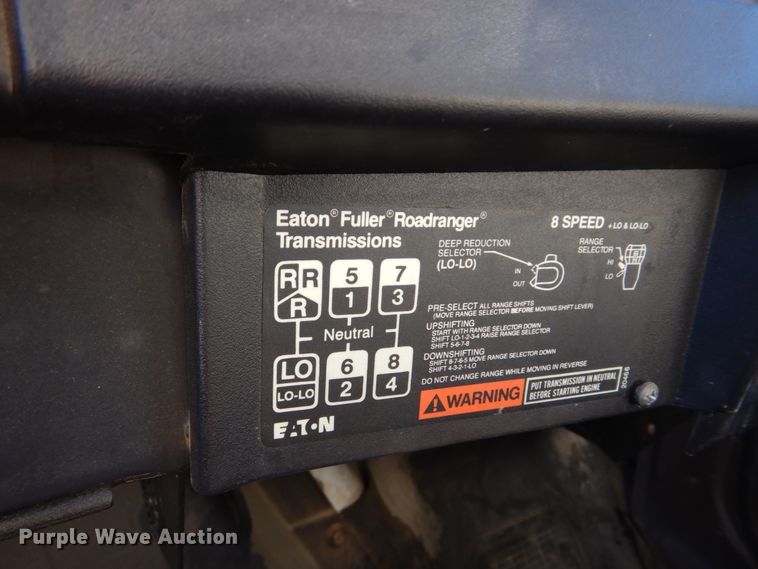 Eaton® Fuller® Roadranger®
Transmissions
8 SPEED + LO & LO-LO
DEEP REDUCTION
SELECTOR
(LO-LO)
IN
OUT
RANGE
SELECTOR
HI
LO
R R 5 7
R 1 3
Neutral
LO 6 8
LO-LO 2 4
PRE-SELECT ALL RANGE SHIFTS
(MOVE RANGE SELECTOR BEFORE MOVING SHIFT LEVER)
UPSHIFTING
START WITH RANGE SELECTOR DOWN
SHIFT LO-1-2-3-4 RAISE RANGE SELECTOR
SHIFT 5-6-7-8
DOWNSHIFTING
SHIFT 8-7-6-5 MOVE RANGE SELECTOR DOWN
SHIFT 4-3-2-1-LO
DO NOT CHANGE RANGE WHILE MOVING IN REVERSE
WARNING
PUT TRANSMISSION IN NEUTRAL
BEFORE STARTING ENGINE
20466
EATON
Purple Wave Auction